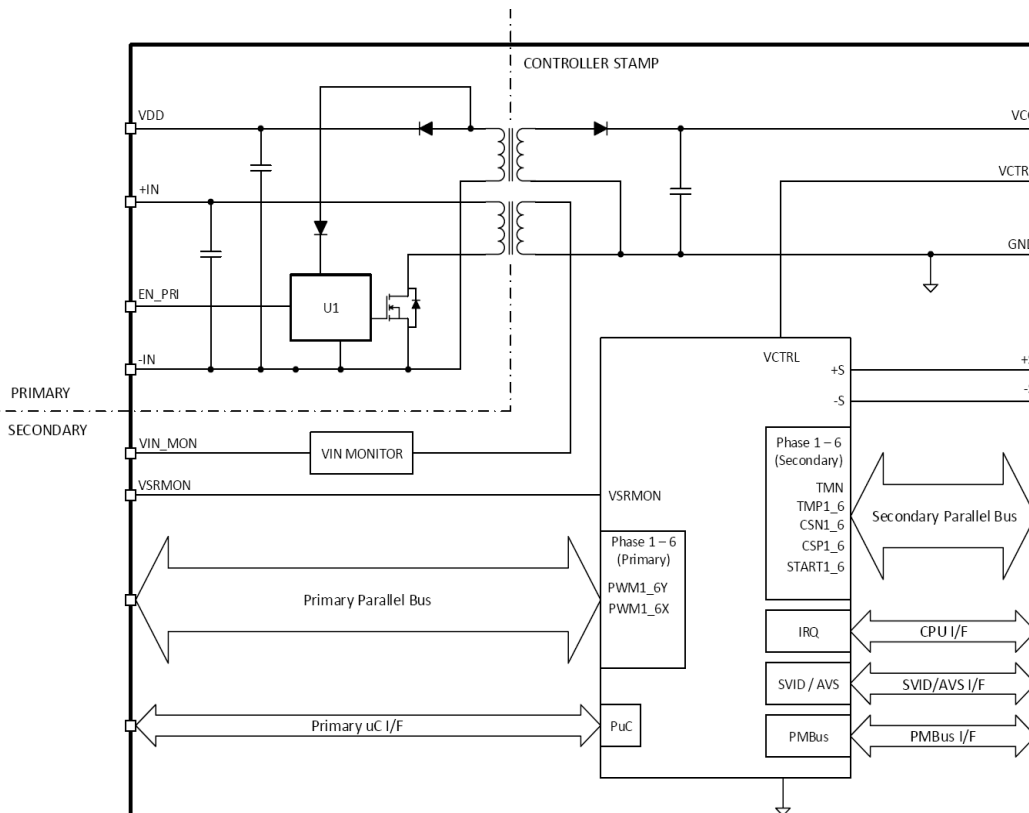 CONTROLLER STAMP
VDD
VCC
VCTR
+IN
GND
EN_PRI
U1
-IN
VCTRL
+S
+S
-S
-S
PRIMARY
SECONDARY
VIN_MON
VIN MONITOR
VSRMON
VSRMON
Phase 1 – 6
(Secondary)
TMN
TMP1_6
CSN1_6
CSP1_6
START1_6
Secondary Parallel Bus
Phase 1 – 6
(Primary)
PWM1_6Y
PWM1_6X
Primary Parallel Bus
IRQ
CPU I/F
SVID / AVS
SVID/AVS I/F
Primary uC I/F
PuC
PMBus
PMBus I/F